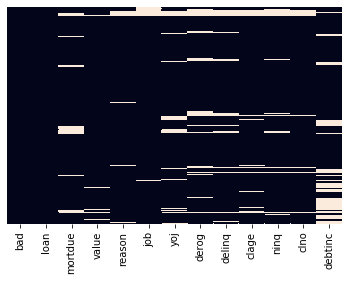 bad
loan
mortdue
value
reason
job
yoj
derog
delinq
clage
ninq
clno
debtinc